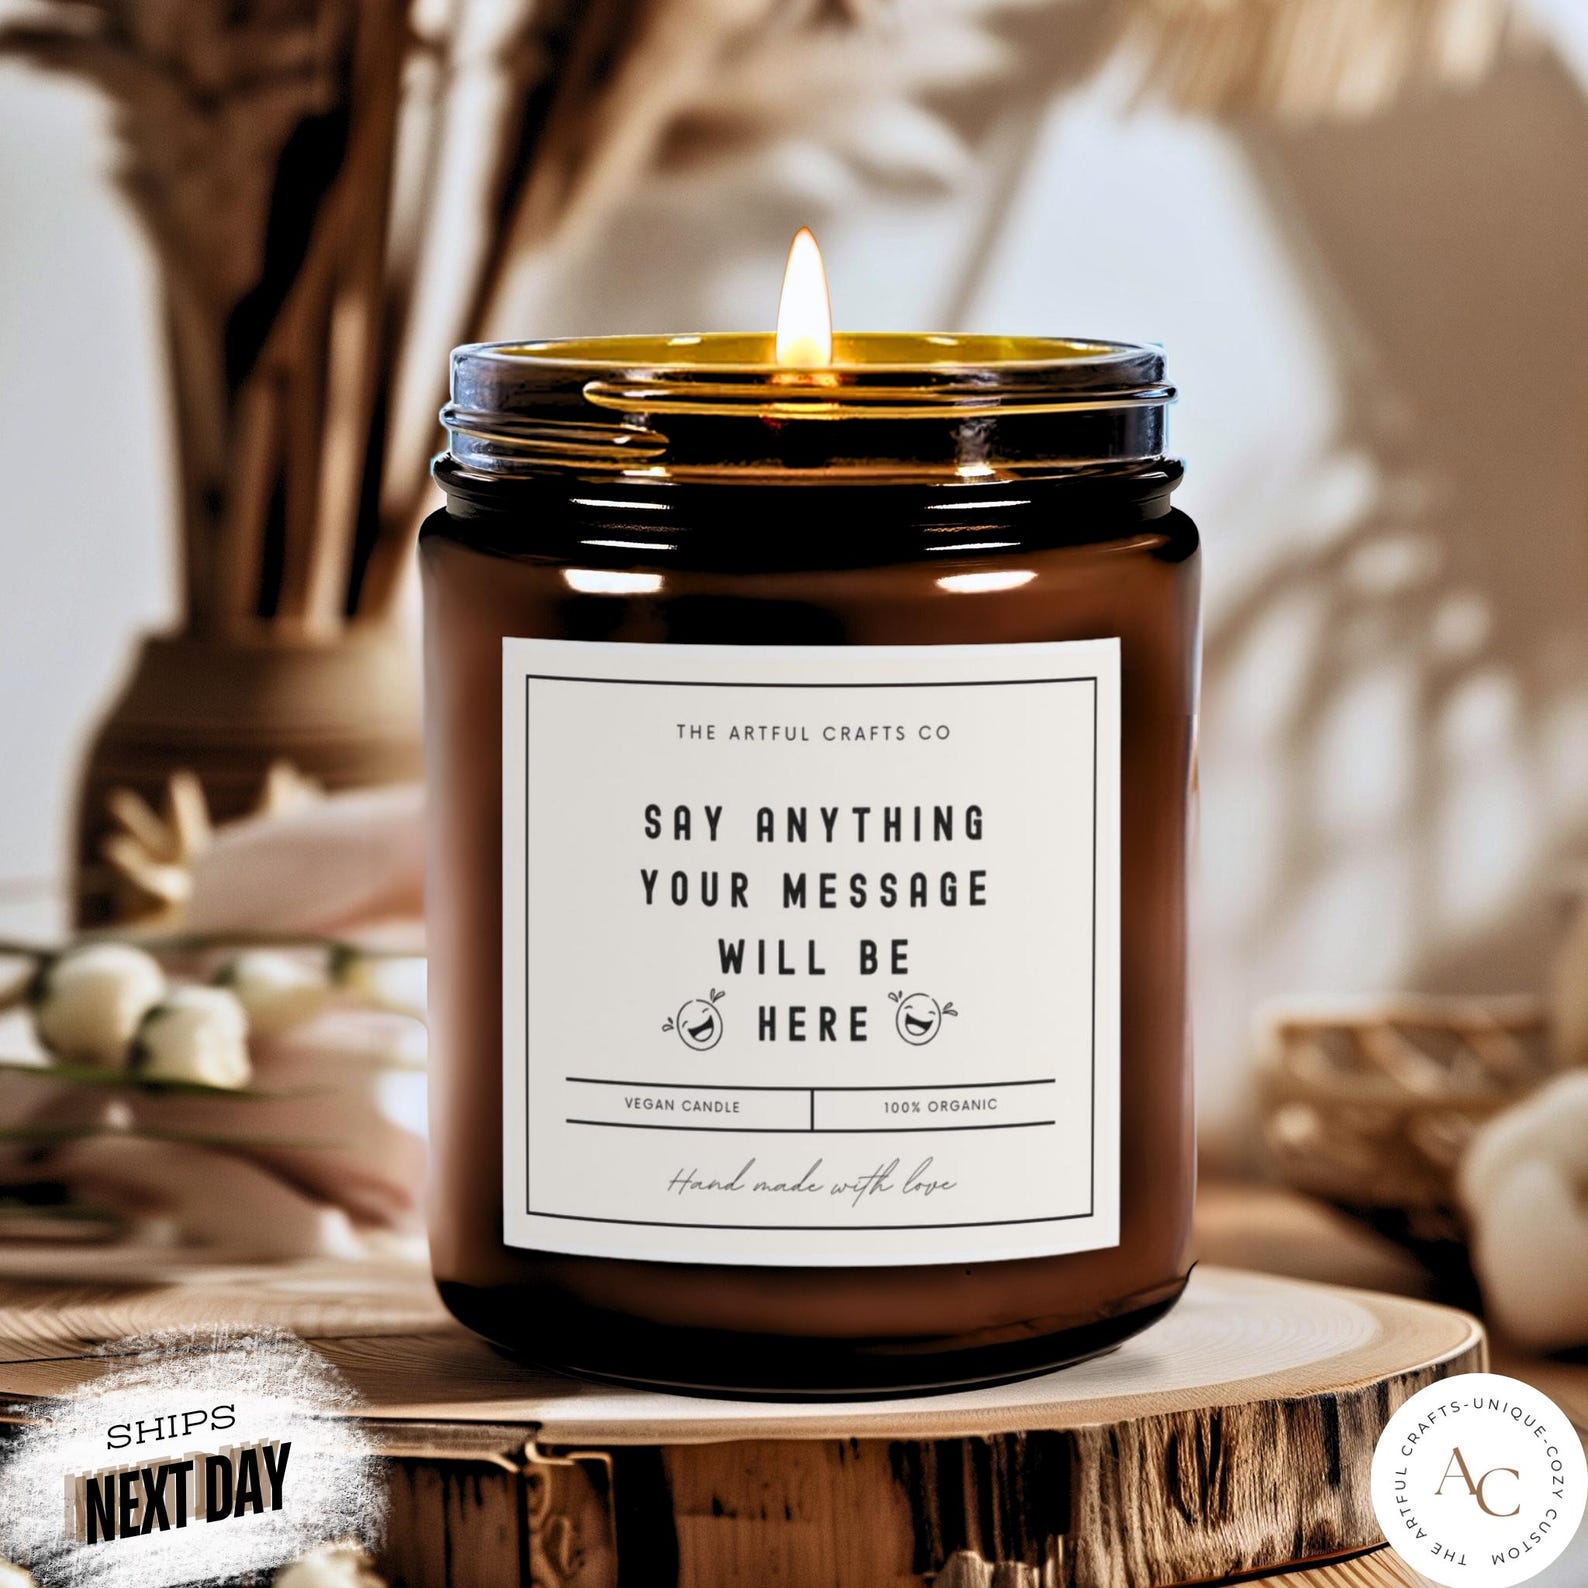 THE ARTFUL CRAFTS CO
SAY ANYTHING
YOUR MESSAGE
WILL BE
HERE
VEGAN CANDLE
100% ORGANIC
Hand made with love
SHIPS
NEXT DAY
THE ARTFUL CRAFTS-UNIQUE-COZY CUSTOM
AC